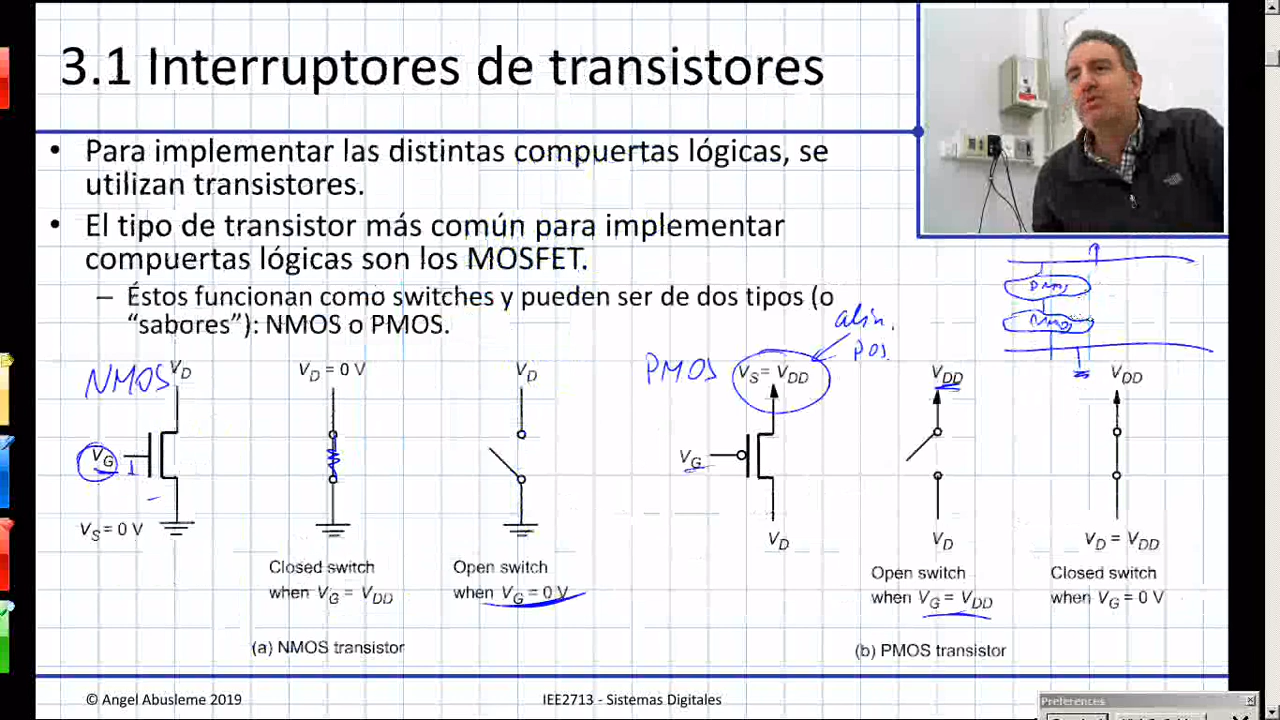 3.1 Interruptores de transistores
• Para implementar las distintas compuertas lógicas, se
utilizan transistores.
• El tipo de transistor más común para implementar
compuertas lógicas son los MOSFET.
– Éstos funcionan como switches y pueden ser de dos tipos (o
“sabores”): NMOS o PMOS.
alim.
pos.
PMOS
NMOS
NMOS
V_D
V_G
V_S = 0 V
V_D = 0 V
Closed switch
when V_G = V_DD
V_D
Open switch
when V_G = 0 V
(a) NMOS transistor
PMOS
V_S = V_DD
V_G
V_D
V_DD
V_D
Open switch
when V_G = V_DD
V_DD
V_D = V_DD
Closed switch
when V_G = 0 V
(b) PMOS transistor
© Angel Abusleme 2019
IEE2713 - Sistemas Digitales
Preferences